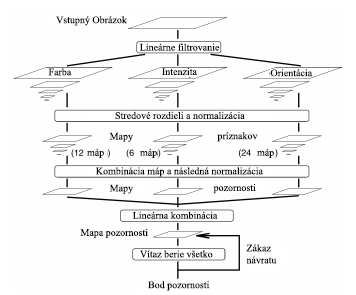 Vstupný Obrázok
Lineárne filtrovanie
Farba Intenzita Orientácia
Stredové rozdieli a normalizácia
Mapy príznakov
(12 máp ) (6 máp) (24 máp)
Kombinácia máp a následná normalizácia
Mapy pozornosti
Lineárna kombinácia
Mapa pozornosti
Zákaz
návratu
Vítaz berie všetko
Bod pozornosti